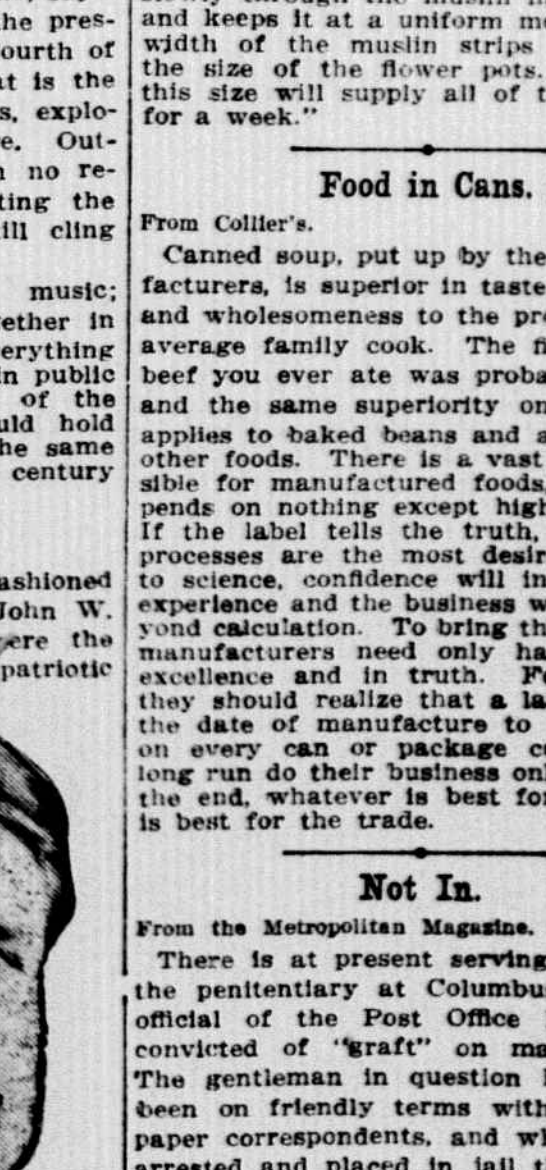 the pres-
ourth of
at is the
s, explo-
e. Out-
no re-
ting the
ill cling
music;
ether in
erything
in public
of the
uld hold
he same
century
ashioned
John W.
ere the
patriotic
and keeps it at a uniform
width of the muslin strips
the size of the flower pots.
this size will supply all of t
for a week."
Food in Cans.
From Collier's.
Canned soup, put up by the
facturers, is superior in taste
and wholesomeness to the pr
average family cook. The fi
beef you ever ate was proba
and the same superiority on
applies to baked beans and a
other foods. There is a vast
sible for manufactured foods,
pends on nothing except high
If the label tells the truth,
processes are the most desir
to science, confidence will in
experience and the business w
yond calculation. To bring th
manufacturers need only ha
excellence and in truth. F
they should realize that a la
the date of manufacture to
on every can or package c
long run do their business onl
the end, whatever is best fo
is best for the trade.
Not In.
From the Metropolitan Magazine.
There is at present serving
the penitentiary at Columbu
official of the Post Office
convicted of "graft" on ma
The gentleman in question
been on friendly terms with
paper correspondents, and wh
arrested and placed in jail